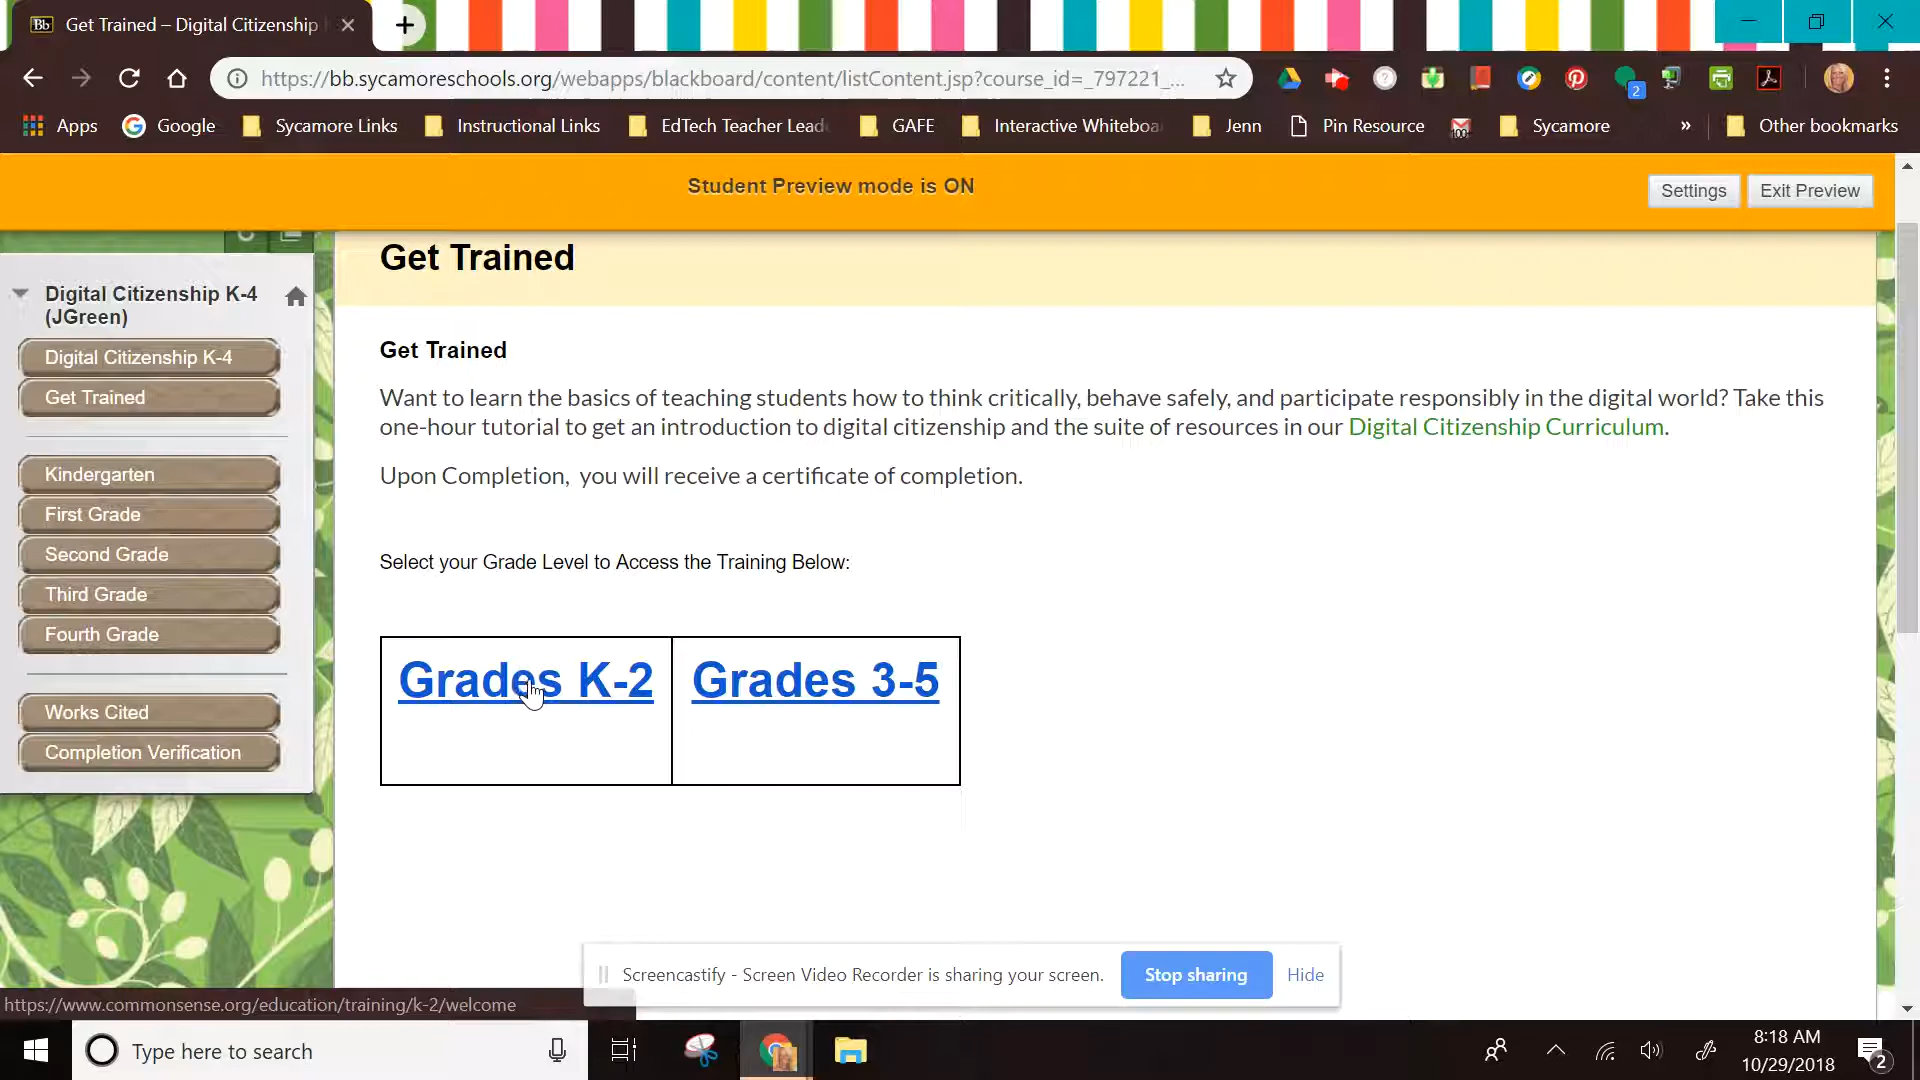 Bb Get Trained – Digital Citizenship
https://bb.sycamoreschools.org/webapps/blackboard/content/listContent.jsp?course_id=_797221_...
2
Apps
Google
Sycamore Links
Instructional Links
EdTech Teacher Lead
GAFE
Interactive Whiteboa
Jenn
Pin Resource
100+
Sycamore
»
Other bookmarks
Student Preview mode is ON
Settings
Exit Preview
Digital Citizenship K-4
(JGreen)
Digital Citizenship K-4
Get Trained
Kindergarten
First Grade
Second Grade
Third Grade
Fourth Grade
Works Cited
Completion Verification
Get Trained
Get Trained
Want to learn the basics of teaching students how to think critically, behave safely, and participate responsibly in the digital world? Take this
one-hour tutorial to get an introduction to digital citizenship and the suite of resources in our Digital Citizenship Curriculum.
Upon Completion, you will receive a certificate of completion.
Select your Grade Level to Access the Training Below:
Grades K-2
Grades 3-5
Screencastify - Screen Video Recorder is sharing your screen.
Stop sharing
Hide
https://www.commonsense.org/education/training/k-2/welcome
Type here to search
8:18 AM
10/29/2018
2